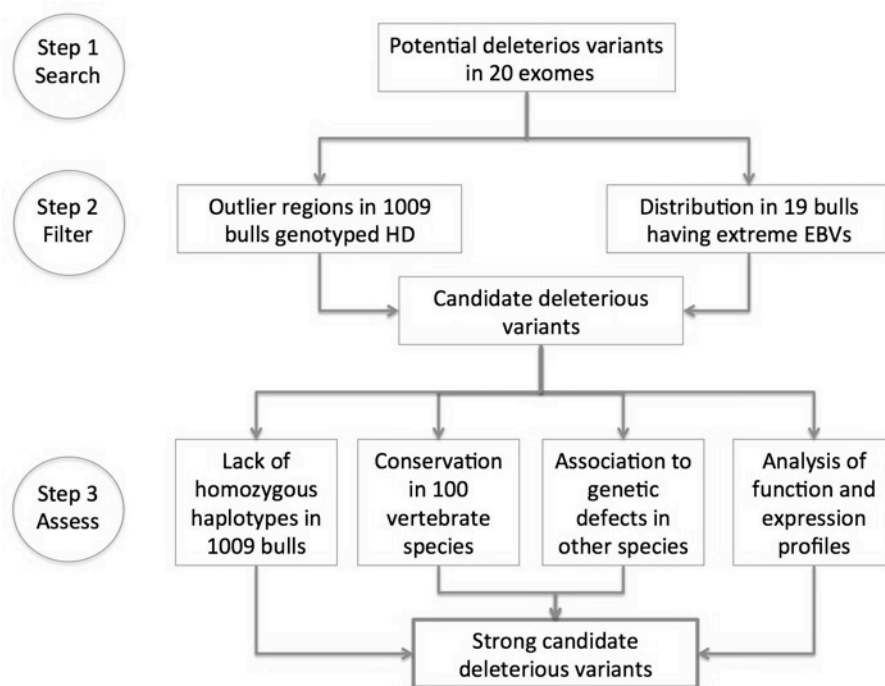 Step 1
Search
Potential deleterios variants
in 20 exomes
Step 2
Filter
Outlier regions in 1009
bulls genotyped HD
Distribution in 19 bulls
having extreme EBVs
Candidate deleterious
variants
Step 3
Assess
Lack of
homozygous
haplotypes in
1009 bulls
Conservation
in 100
vertebrate
species
Association to
genetic
defects in
other species
Analysis of
function and
expression
profiles
Strong candidate
deleterious variants